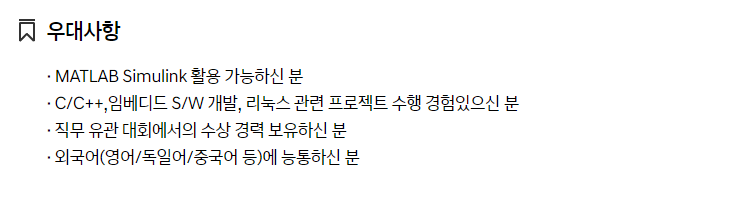 우대사항
· MATLAB Simulink 활용 가능하신 분
· C/C++,임베디드 S/W 개발, 리눅스 관련 프로젝트 수행 경험있으신 분
· 직무 유관 대회에서의 수상 경력 보유하신 분
· 외국어(영어/독일어/중국어 등)에 능통하신 분